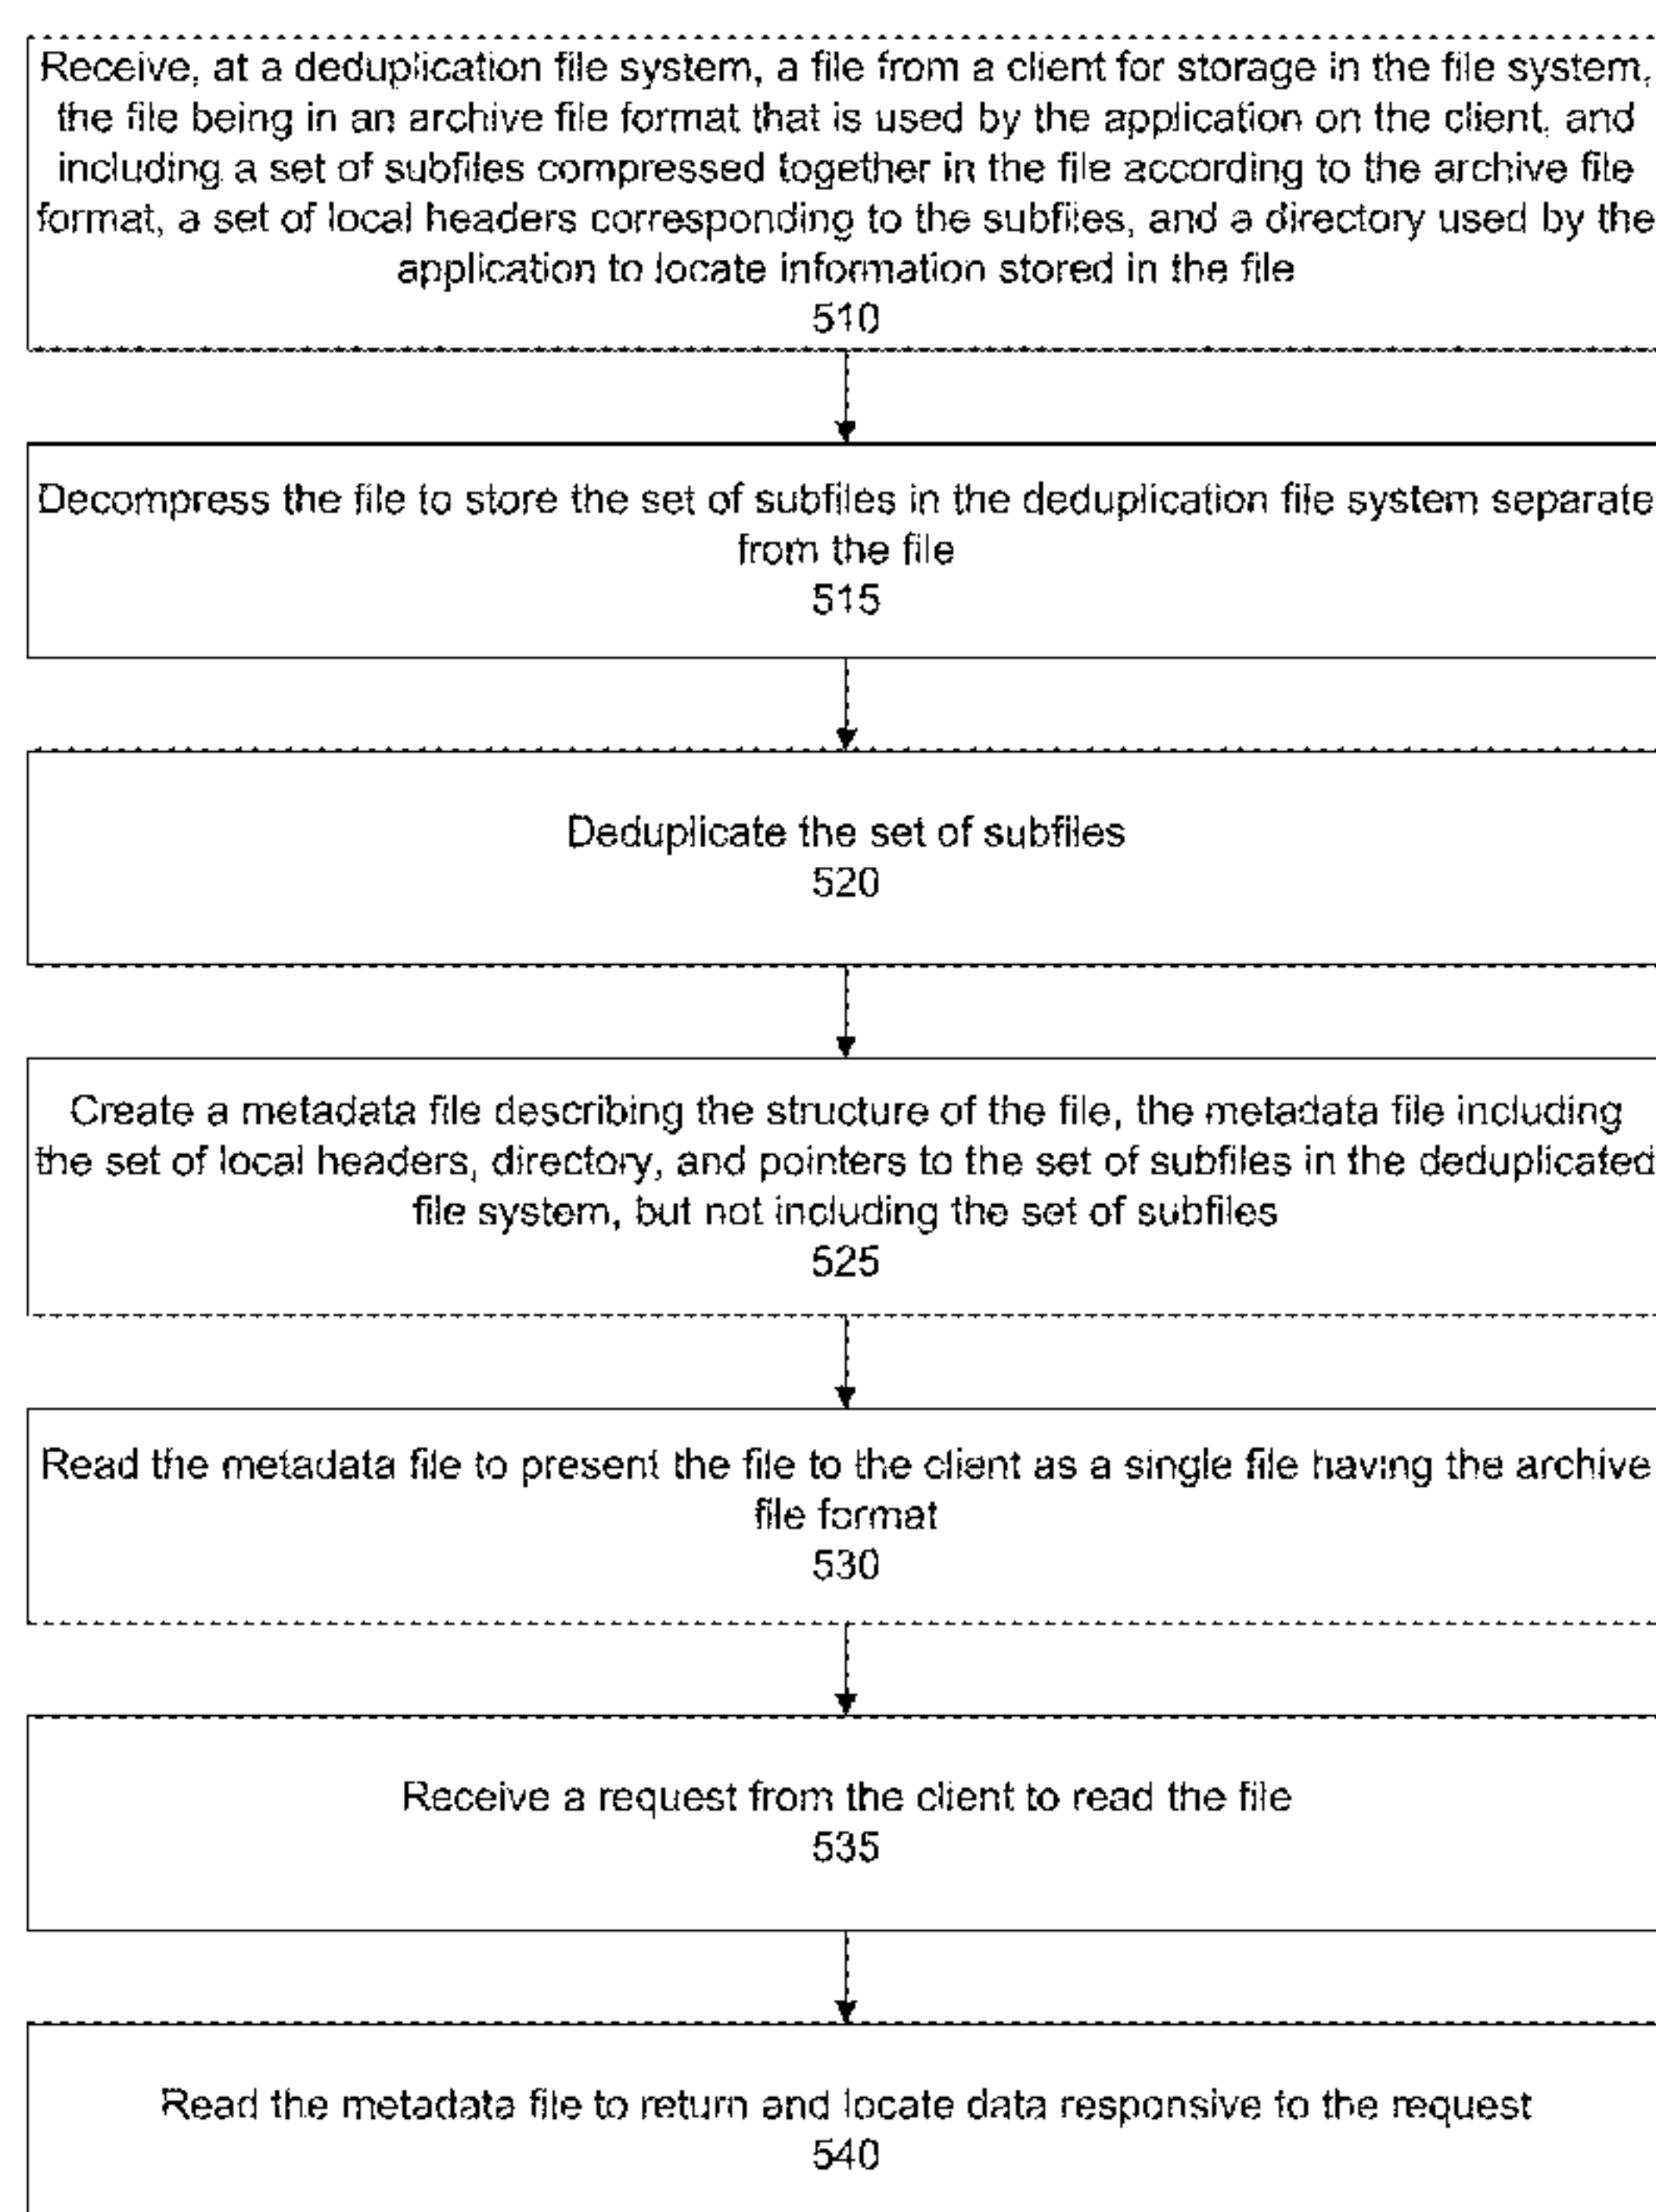 Receive, at a deduplication file system, a file from a client for storage in the file system,
the file being in an archive file format that is used by the application on the client, and
including a set of subfiles compressed together in the file according to the archive file
format, a set of local headers corresponding to the subfiles, and a directory used by the
application to locate information stored in the file
510
Decompress the file to store the set of subfiles in the deduplication file system separate
from the file
515
Deduplicate the set of subfiles
520
Create a metadata file describing the structure of the file, the metadata file including
the set of local headers, directory, and pointers to the set of subfiles in the deduplicated
file system, but not including the set of subfiles
525
Read the metadata file to present the file to the client as a single file having the archive
file format
530
Receive a request from the client to read the file
535
Read the metadata file to return and locate data responsive to the request
540